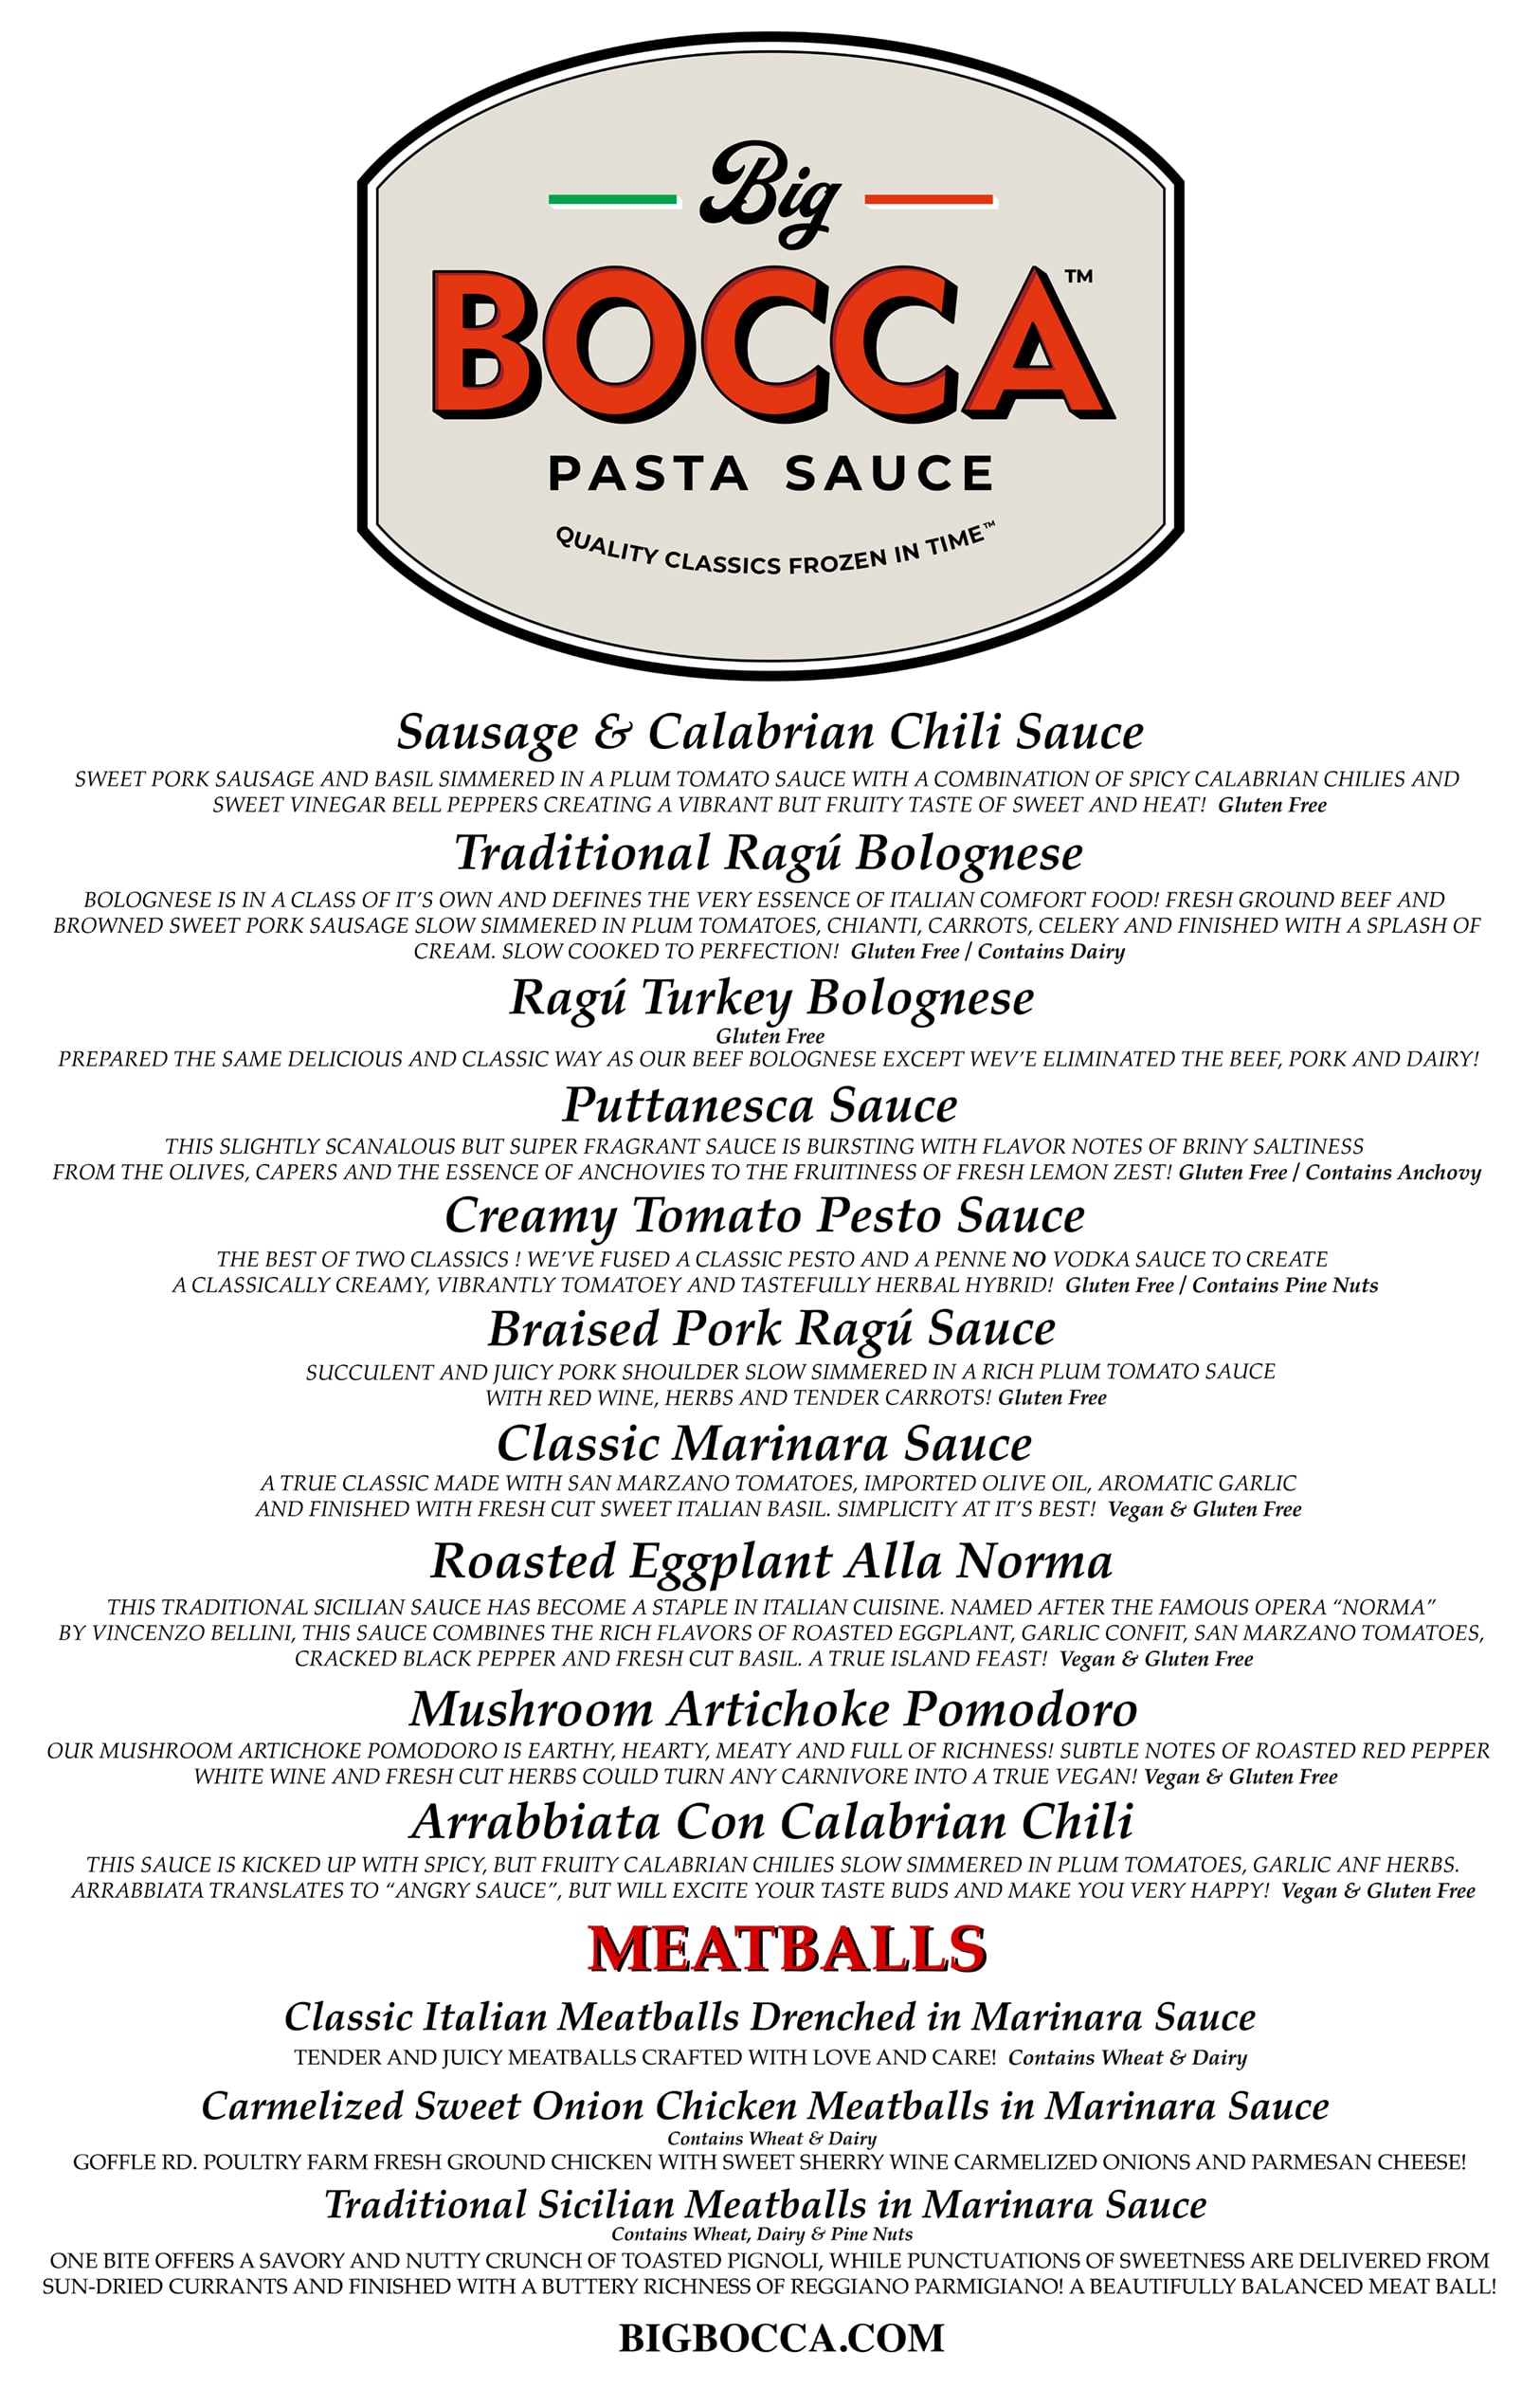 Big
BOCCA™
PASTA SAUCE
QUALITY CLASSICS FROZEN IN TIME™
Sausage & Calabrian Chili Sauce
SWEET PORK SAUSAGE AND BASIL SIMMERED IN A PLUM TOMATO SAUCE WITH A COMBINATION OF SPICY CALABRIAN CHILIES AND
SWEET VINEGAR BELL PEPPERS CREATING A VIBRANT BUT FRUITY TASTE OF SWEET AND HEAT! Gluten Free
Traditional Ragú Bolognese
BOLOGNESE IS IN A CLASS OF IT'S OWN AND DEFINES THE VERY ESSENCE OF ITALIAN COMFORT FOOD! FRESH GROUND BEEF AND
BROWNED SWEET PORK SAUSAGE SLOW SIMMERED IN PLUM TOMATOES, CHIANTI, CARROTS, CELERY AND FINISHED WITH A SPLASH OF
CREAM. SLOW COOKED TO PERFECTION! Gluten Free / Contains Dairy
Ragú Turkey Bolognese
Gluten Free
PREPARED THE SAME DELICIOUS AND CLASSIC WAY AS OUR BEEF BOLOGNESE EXCEPT WEV'E ELIMINATED THE BEEF, PORK AND DAIRY!
Puttanesca Sauce
THIS SLIGHTLY SCANALOUS BUT SUPER FRAGRANT SAUCE IS BURSTING WITH FLAVOR NOTES OF BRINY SALTINESS
FROM THE OLIVES, CAPERS AND THE ESSENCE OF ANCHOVIES TO THE FRUITINESS OF FRESH LEMON ZEST! Gluten Free / Contains Anchovy
Creamy Tomato Pesto Sauce
THE BEST OF TWO CLASSICS ! WE'VE FUSED A CLASSIC PESTO AND A PENNE NO VODKA SAUCE TO CREATE
A CLASSICALLY CREAMY, VIBRANTLY TOMATOEY AND TASTEFULLY HERBAL HYBRID! Gluten Free / Contains Pine Nuts
Braised Pork Ragú Sauce
SUCCULENT AND JUICY PORK SHOULDER SLOW SIMMERED IN A RICH PLUM TOMATO SAUCE
WITH RED WINE, HERBS AND TENDER CARROTS! Gluten Free
Classic Marinara Sauce
A TRUE CLASSIC MADE WITH SAN MARZANO TOMATOES, IMPORTED OLIVE OIL, AROMATIC GARLIC
AND FINISHED WITH FRESH CUT SWEET ITALIAN BASIL. SIMPLICITY AT IT'S BEST! Vegan & Gluten Free
Roasted Eggplant Alla Norma
THIS TRADITIONAL SICILIAN SAUCE HAS BECOME A STAPLE IN ITALIAN CUISINE. NAMED AFTER THE FAMOUS OPERA “NORMA”
BY VINCENZO BELLINI, THIS SAUCE COMBINES THE RICH FLAVORS OF ROASTED EGGPLANT, GARLIC CONFIT, SAN MARZANO TOMATOES,
CRACKED BLACK PEPPER AND FRESH CUT BASIL. A TRUE ISLAND FEAST! Vegan & Gluten Free
Mushroom Artichoke Pomodoro
OUR MUSHROOM ARTICHOKE POMODORO IS EARTHY, HEARTY, MEATY AND FULL OF RICHNESS! SUBTLE NOTES OF ROASTED RED PEPPER
WHITE WINE AND FRESH CUT HERBS COULD TURN ANY CARNIVORE INTO A TRUE VEGAN! Vegan & Gluten Free
Arrabbiata Con Calabrian Chili
THIS SAUCE IS KICKED UP WITH SPICY, BUT FRUITY CALABRIAN CHILIES SLOW SIMMERED IN PLUM TOMATOES, GARLIC ANF HERBS.
ARRABBIATA TRANSLATES TO “ANGRY SAUCE”, BUT WILL EXCITE YOUR TASTE BUDS AND MAKE YOU VERY HAPPY! Vegan & Gluten Free
MEATBALLS
Classic Italian Meatballs Drenched in Marinara Sauce
TENDER AND JUICY MEATBALLS CRAFTED WITH LOVE AND CARE! Contains Wheat & Dairy
Carmelized Sweet Onion Chicken Meatballs in Marinara Sauce
Contains Wheat & Dairy
GOFFLE RD. POULTRY FARM FRESH GROUND CHICKEN WITH SWEET SHERRY WINE CARMELIZED ONIONS AND PARMESAN CHEESE!
Traditional Sicilian Meatballs in Marinara Sauce
Contains Wheat, Dairy & Pine Nuts
ONE BITE OFFERS A SAVORY AND NUTTY CRUNCH OF TOASTED PIGNOLI, WHILE PUNCTUATIONS OF SWEETNESS ARE DELIVERED FROM
SUN-DRIED CURRANTS AND FINISHED WITH A BUTTERY RICHNESS OF REGGIANO PARMIGIANO! A BEAUTIFULLY BALANCED MEAT BALL!
BIGBOCCA.COM